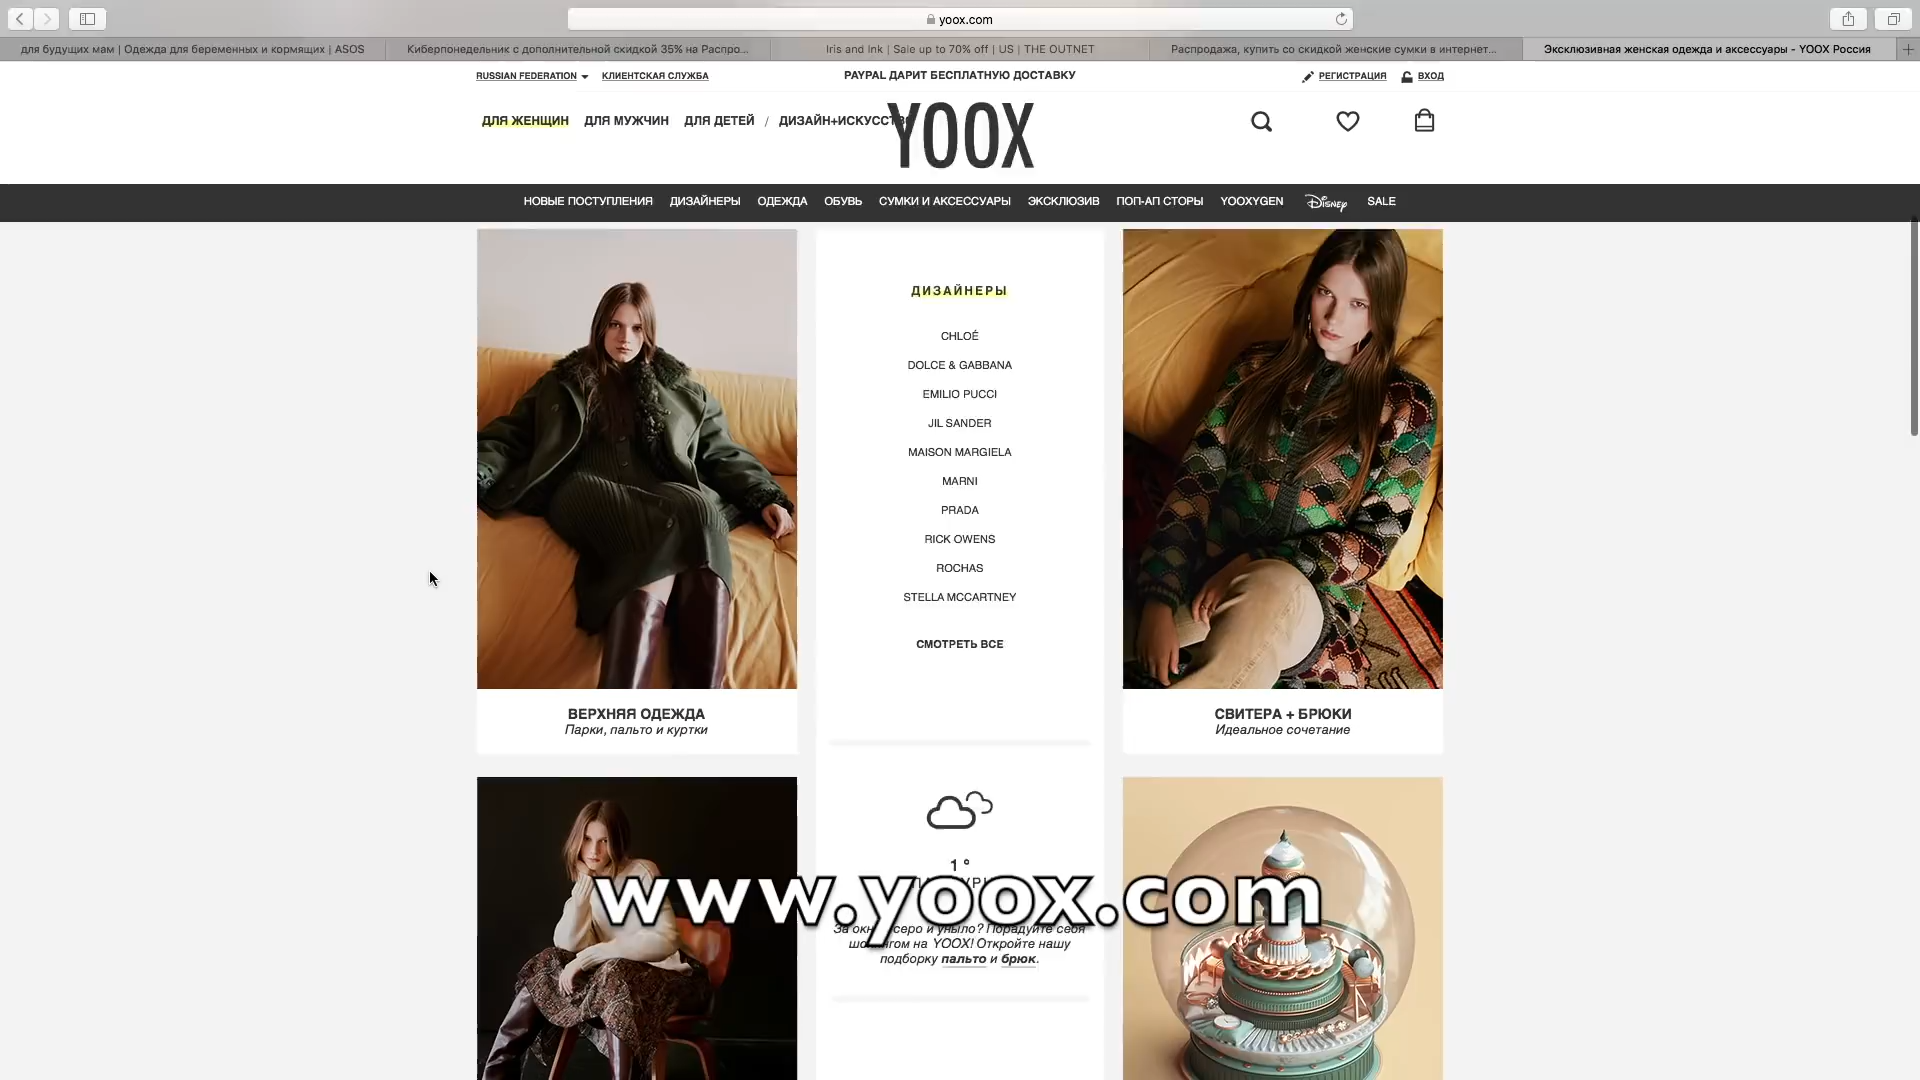 yoox.com
для будущих мам | Одежда для беременных и кормящих | ASOS
Киберпонедельник с дополнительной скидкой 35% на Распро...
Iris and Ink | Sale up to 70% off | US | THE OUTNET
Распродажа, купить со скидкой женские сумки в интернет...
Эксклюзивная женская одежда и аксессуары - YOOX Россия
RUSSIAN FEDERATION
КЛИЕНТСКАЯ СЛУЖБА
PAYPAL ДАРИТ БЕСПЛАТНУЮ ДОСТАВКУ
РЕГИСТРАЦИЯ
ВХОД
ДЛЯ ЖЕНЩИН ДЛЯ МУЖЧИН ДЛЯ ДЕТЕЙ / ДИЗАЙН+ИСКУССТВО
YOOX
НОВЫЕ ПОСТУПЛЕНИЯ ДИЗАЙНЕРЫ ОДЕЖДА ОБУВЬ СУМКИ И АКСЕССУАРЫ ЭКСКЛЮЗИВ ПОП-АП СТОРЫ YOOXYGEN Disney SALE
ДИЗАЙНЕРЫ
CHLOÉ
DOLCE & GABBANA
EMILIO PUCCI
JIL SANDER
MAISON MARGIELA
MARNI
PRADA
RICK OWENS
ROCHAS
STELLA MCCARTNEY
СМОТРЕТЬ ВСЕ
ВЕРХНЯЯ ОДЕЖДА
Парки, пальто и куртки
СВИТЕРА + БРЮКИ
Идеальное сочетание
1 °
www.yoox.com
За серо и уныло? Порадуйте себя
на YOOX! Откройте нашу
подборку пальто и брюк.